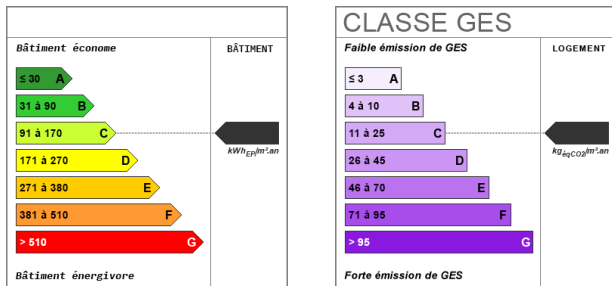 Bâtiment économe
BÂTIMENT
≤ 30 A
31 à 90 B
91 à 170 C
kWhEP/m².an
171 à 270 D
271 à 380 E
381 à 510 F
> 510 G
Bâtiment énergivore
CLASSE GES
Faible émission de GES
LOGEMENT
≤ 3 A
4 à 10 B
11 à 25 C
kgéqCO2/m².an
26 à 45 D
46 à 70 E
71 à 95 F
> 95 G
Forte émission de GES